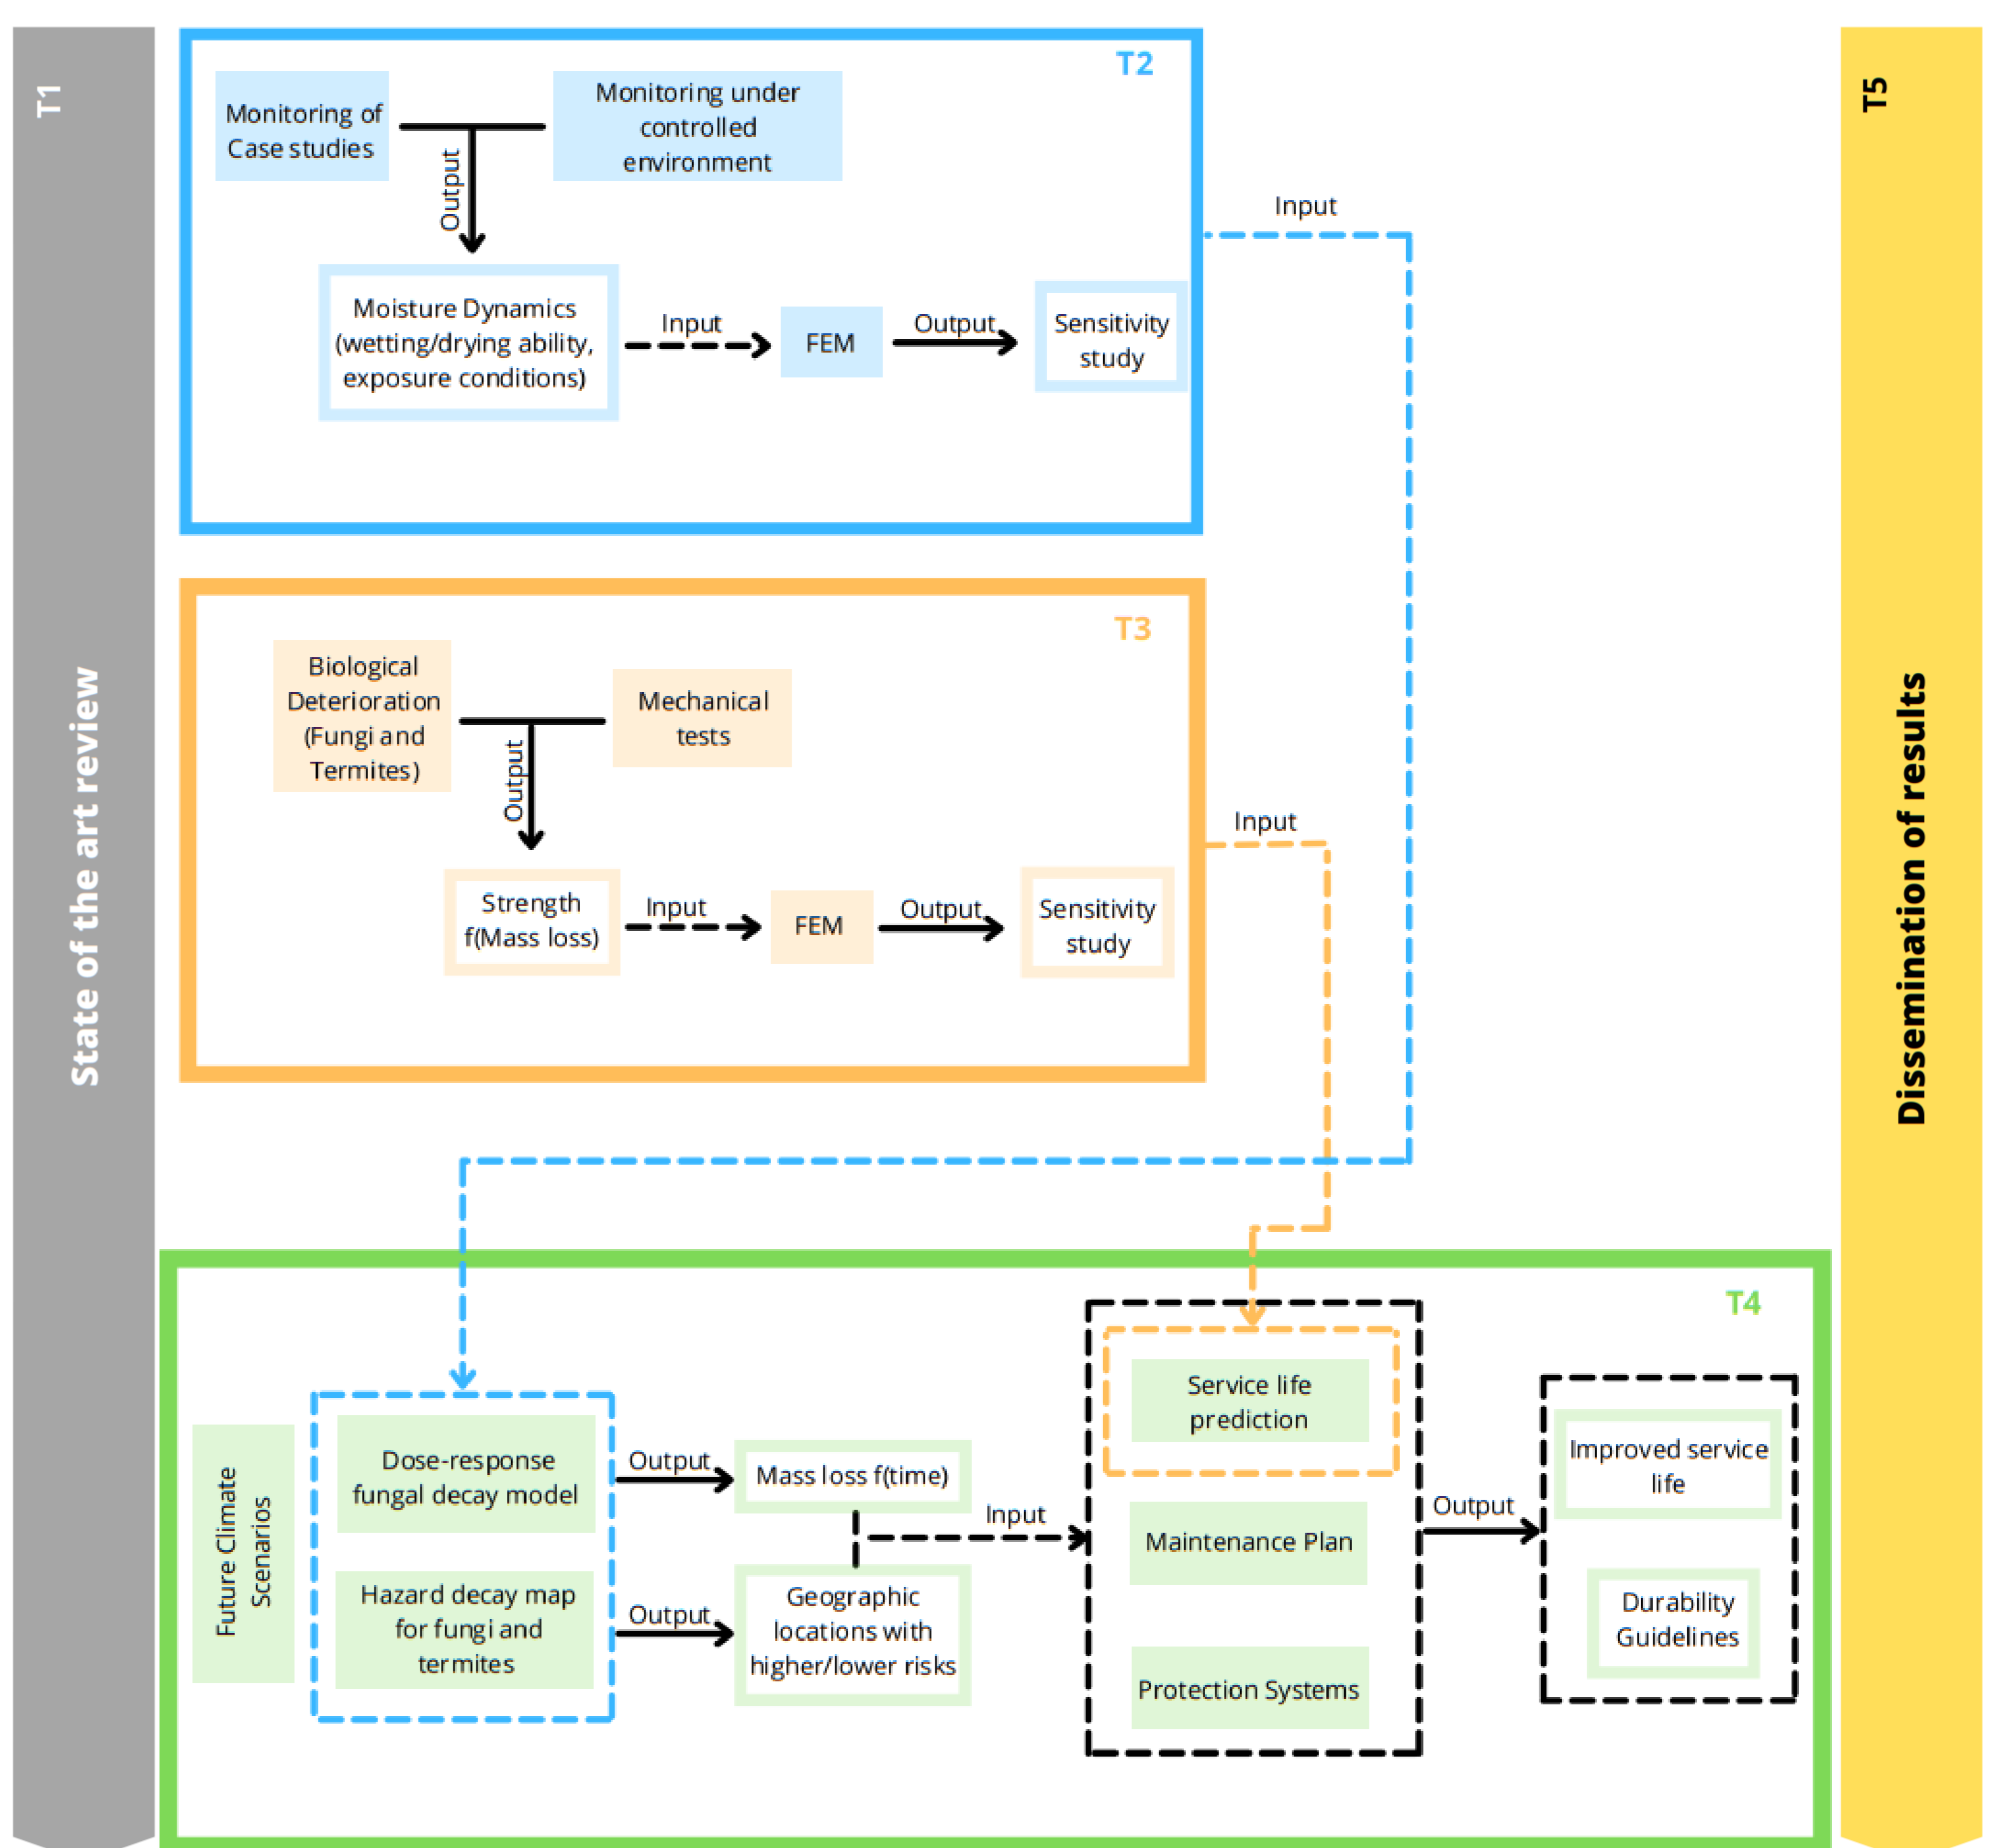 T1
State of the art review
T2
Monitoring of
Case studies
Monitoring under
controlled
environment
Output
Moisture Dynamics
(wetting/drying ability,
exposure conditions)
Input
FEM
Output
Sensitivity
study
Input
T3
Biological
Deterioration
(Fungi and
Termites)
Mechanical
tests
Output
Strength
f(Mass loss)
Input
FEM
Output
Sensitivity
study
Input
T4
Future Climate
Scenarios
Dose-response
fungal decay model
Output
Mass loss f(time)
Hazard decay map
for fungi and
termites
Output
Geographic
locations with
higher/lower risks
Input
Service life
prediction
Maintenance Plan
Protection Systems
Output
Improved service
life
Durability
Guidelines
T5
Dissemination of results